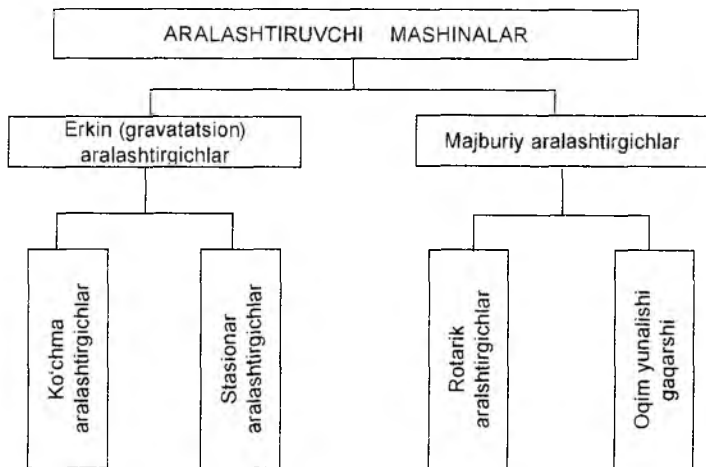 ARALASHTIRUVCHI MASHINALAR
Erkin (gravatatsion)
aralashtirgichlar
Majburiy aralashtirgichlar
Ko'chma
aralashtirgichlar
Stasionar
aralashtirgichlar
Rotarik
aralshtirgichlar
Oqim yunalishi
gaqarshi